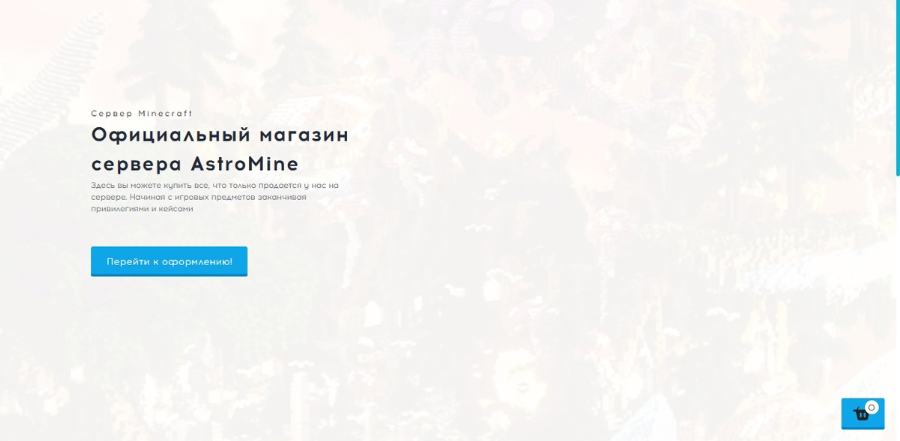 Сервер Minecraft
Официальный магазин
сервера AstroMine
Здесь вы можете купить все, что только продается у нас на
сервере. Начиная с игровых предметов заканчивая
привилегиями и кейсами
Перейти к оформлению!
0